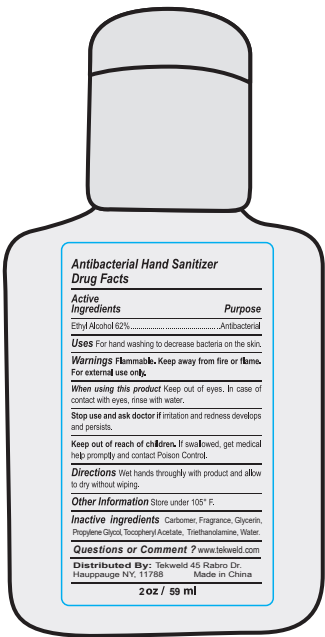 Antibacterial Hand Sanitizer
Drug Facts
Active
Ingredients Purpose
Ethyl Alcohol 62%.................................Antibacterial
Uses For hand washing to decrease bacteria on the skin.
Warnings Flammable. Keep away from fire or flame.
For external use only.
When using this product Keep out of eyes. In case of
contact with eyes, rinse with water.
Stop use and ask doctor if irritation and redness develops
and persists.
Keep out of reach of children. If swallowed, get medical
help promptly and contact Poison Control.
Directions Wet hands throughly with product and allow
to dry without wiping.
Other Information Store under 105° F.
Inactive ingredients Carbomer, Fragrance, Glycerin,
Propylene Glycol, Tocopheryl Acetate, Triethanolamine, Water.
Questions or Comment ? www.tekweld.com
Distributed By: Tekweld 45 Rabro Dr.
Hauppauge NY, 11788 Made in China
2 oz / 59 ml